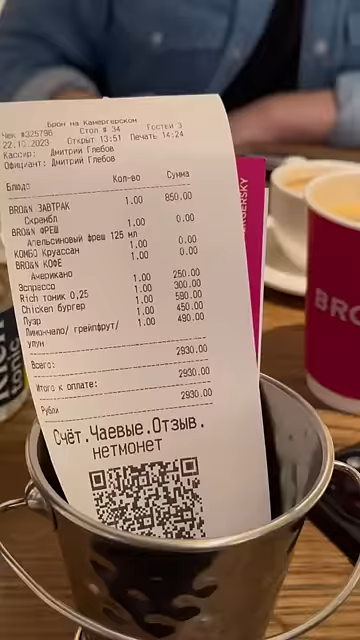 Брон на Каменгерском
Чек #325796 Стол # 34 Гостей 3
22.10.2023 Открыт 13:51 Печать 14:24
Кассир: Дмитрий Глебов
Официант: Дмитрий Глебов
Блюдо Кол-во Сумма
BRO&N ЗАВТРАК 1.00 850.00
Скрэмбл
BRO&N ФРЕШ 1.00 0.00
Апельсиновый фреш 125 мл
КОМБО Круассан 1.00 0.00
BRO&N КОФЕ 1.00 0.00
Американо
Эспрессо 1.00 250.00
Rich тоник 0,25 1.00 300.00
Chicken бургер 1.00 590.00
Пуэр 1.00 450.00
Лимончало/ грейпфрут/ 1.00 490.00
улун
Всего: 2930.00
Итого к оплате: 2930.00
Рубли 2930.00
Счёт.Чаевые.Отзыв.
нетмонет
GERSKY
BRO